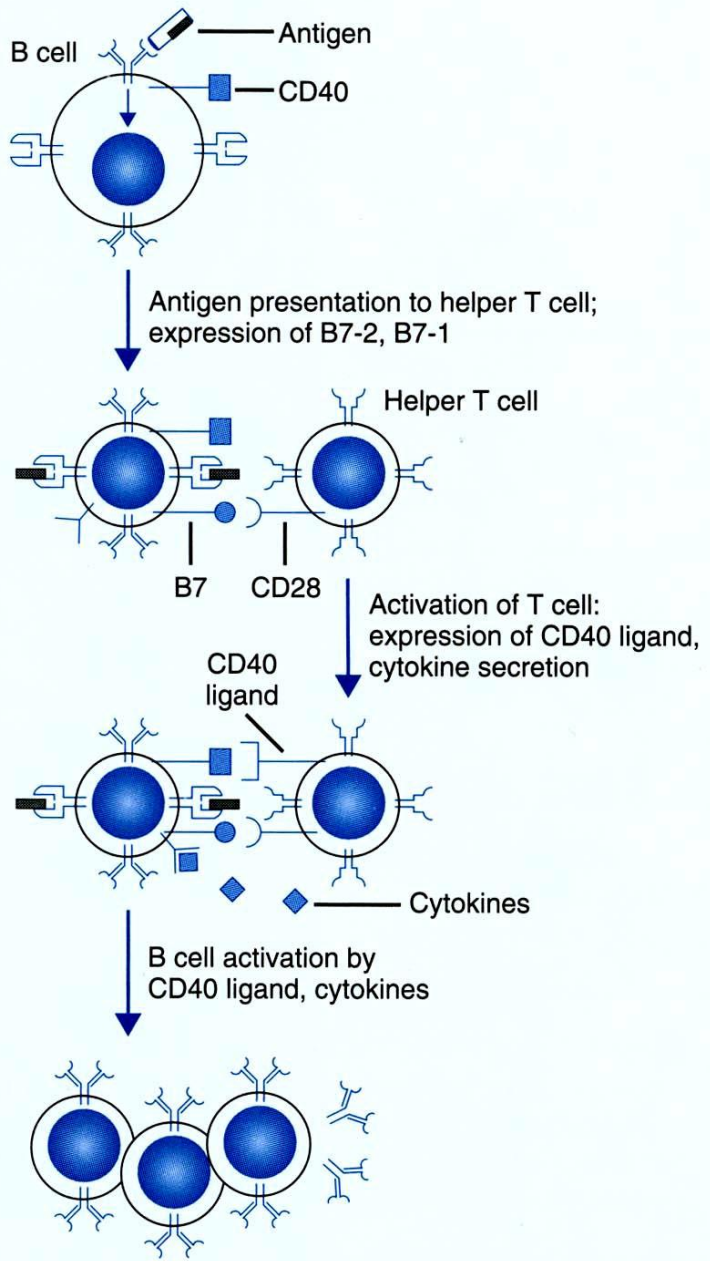 Antigen
B cell
CD40
Antigen presentation to helper T cell;
expression of B7-2, B7-1
Helper T cell
B7
CD28
Activation of T cell:
expression of CD40 ligand,
cytokine secretion
CD40
ligand
Cytokines
B cell activation by
CD40 ligand, cytokines